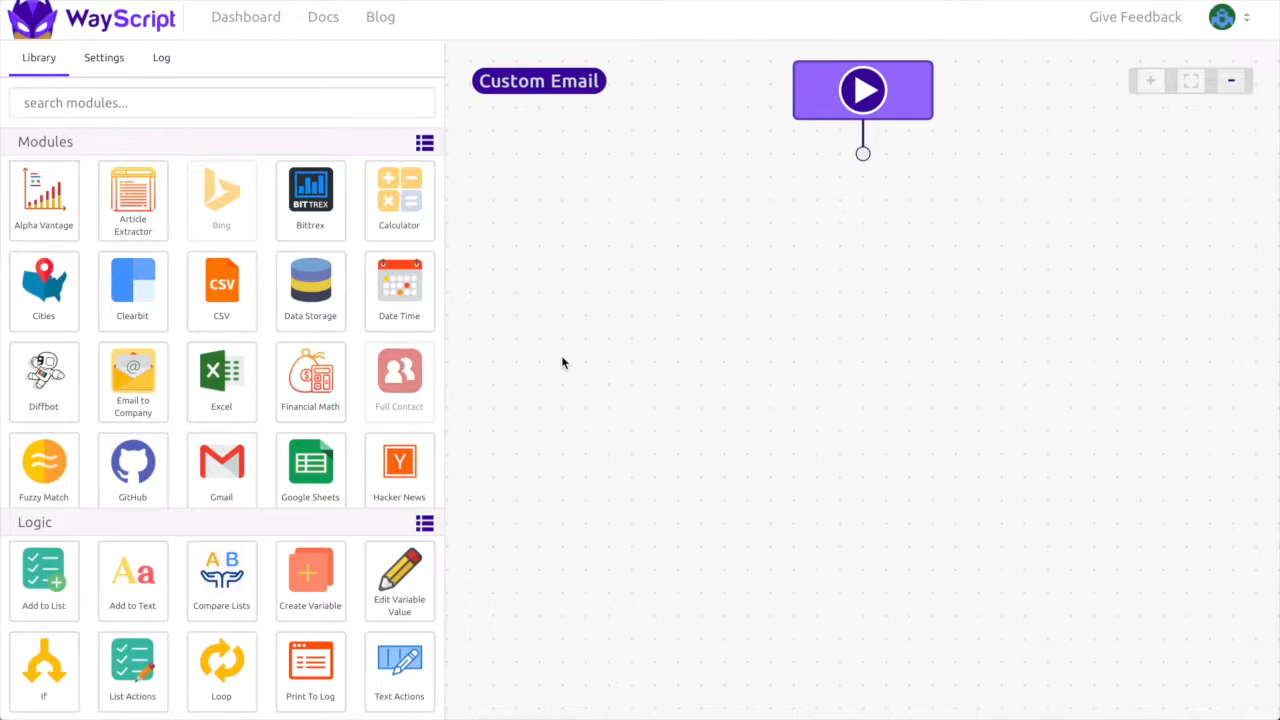 WayScript
Dashboard
Docs
Blog
Give Feedback
Library
Settings
Log
search modules...
Custom Email
Modules
Alpha Vantage
Article
Extractor
Bing
BITTREX
Bittrex
Calculator
Cities
Clearbit
CSV
CSV
Data Storage
Date Time
Diffbot
@
Email to
Company
X
Excel
$
Financial Math
Full Contact
Fuzzy Match
GitHub
Gmail
Google Sheets
Y
Hacker News
Logic
Add to List
Aa
Add to Text
A B
Compare Lists
Create Variable
Edit Variable
Value
If
List Actions
Loop
Print To Log
Text Actions